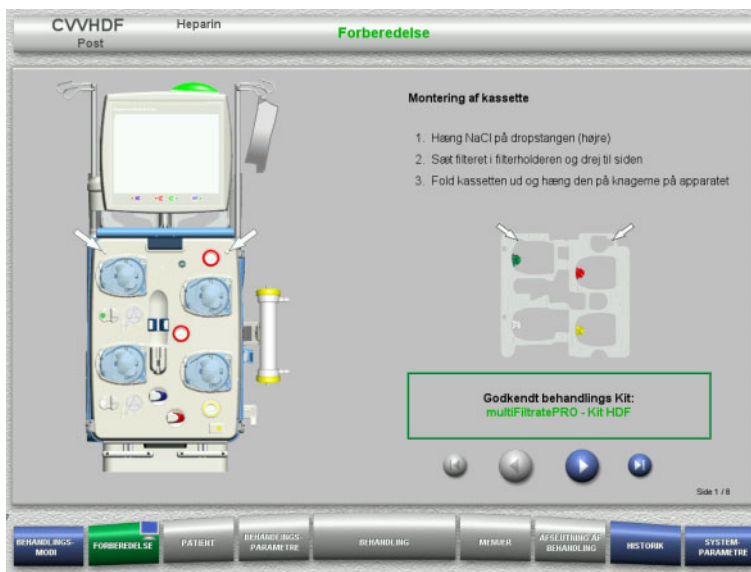 CVVHDF
Post
Heparin
Forberedelse
Montering af kassette
1. Hæng NaCl på dropstangen (højre)
2. Sæt filteret i filterholderen og drej til siden
3. Fold kassetten ud og hæng den på knagerne på apparatet
Godkendt behandlings Kit:
multiFiltratePRO - Kit HDF
Side 1 / 8
BEHANDLINGS-
MODI
FORBEREDELSE
PATIENT
BEHANDLINGS-
PARAMETRE
BEHANDLING
MENUER
AFSLUTNING AF
BEHANDLING
HISTORIK
SYSTEM-
PARAMETRE